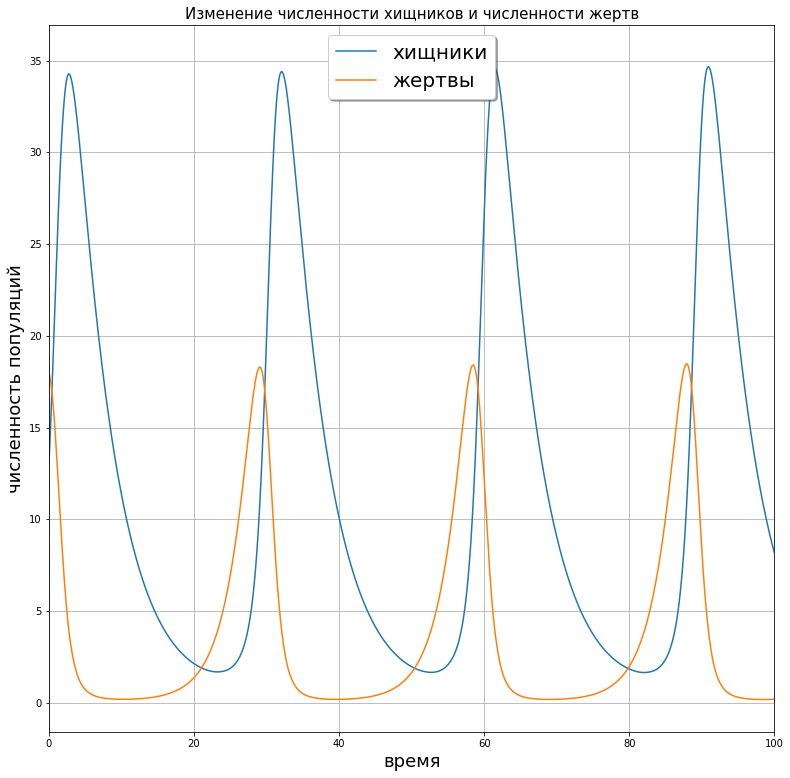 Изменение численности хищников и численности жертв
хищники
жертвы
численность популяций
35
30
25
20
15
10
5
0
0 20 40 60 80 100
время